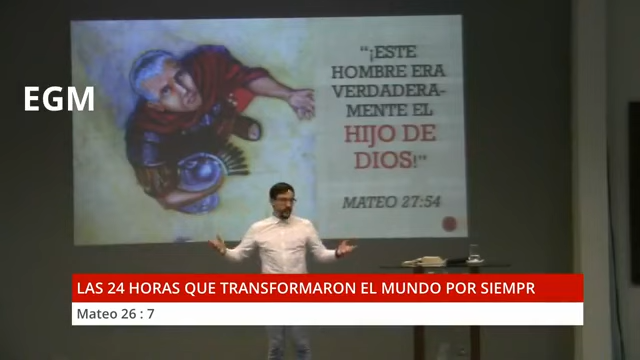 EGM
"¡ESTE
HOMBRE ERA
VERDADERA-
MENTE EL
HIJO DE
DIOS!"
MATEO 27:54
LAS 24 HORAS QUE TRANSFORMARON EL MUNDO POR SIEMPR
Mateo 26 : 7